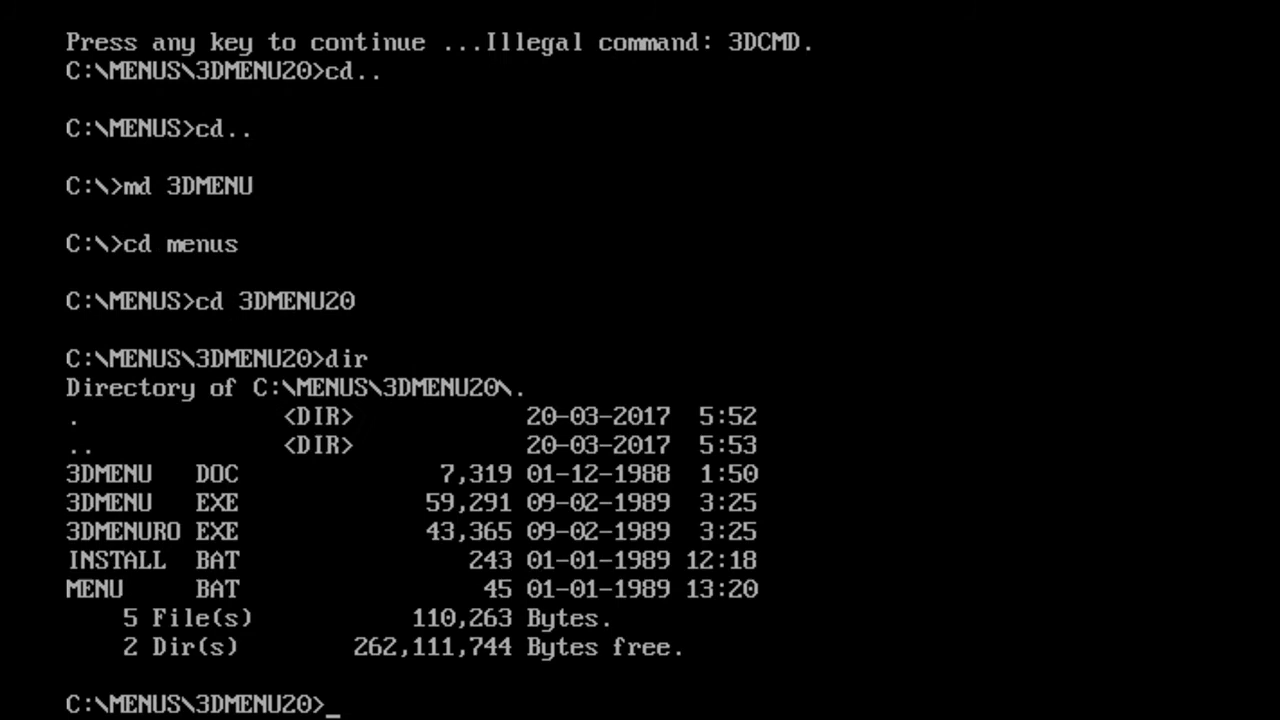 Press any key to continue ...Illegal command: 3DCMD.
C:\MENUS\3DMENU20>cd..
C:\MENUS>cd..
C:\>md 3DMENU
C:\>cd menus
C:\MENUS>cd 3DMENU20
C:\MENUS\3DMENU20>dir
Directory of C:\MENUS\3DMENU20\.
.              <DIR>            20-03-2017  5:52
..             <DIR>            20-03-2017  5:53
3DMENU   DOC              7,319 01-12-1988  1:50
3DMENU   EXE             59,291 09-02-1989  3:25
3DMENURO EXE             43,365 09-02-1989  3:25
INSTALL  BAT                243 01-01-1989 12:18
MENU     BAT                 45 01-01-1989 13:20
    5 File(s)           110,263 Bytes.
    2 Dir(s)        262,111,744 Bytes free.
C:\MENUS\3DMENU20>_